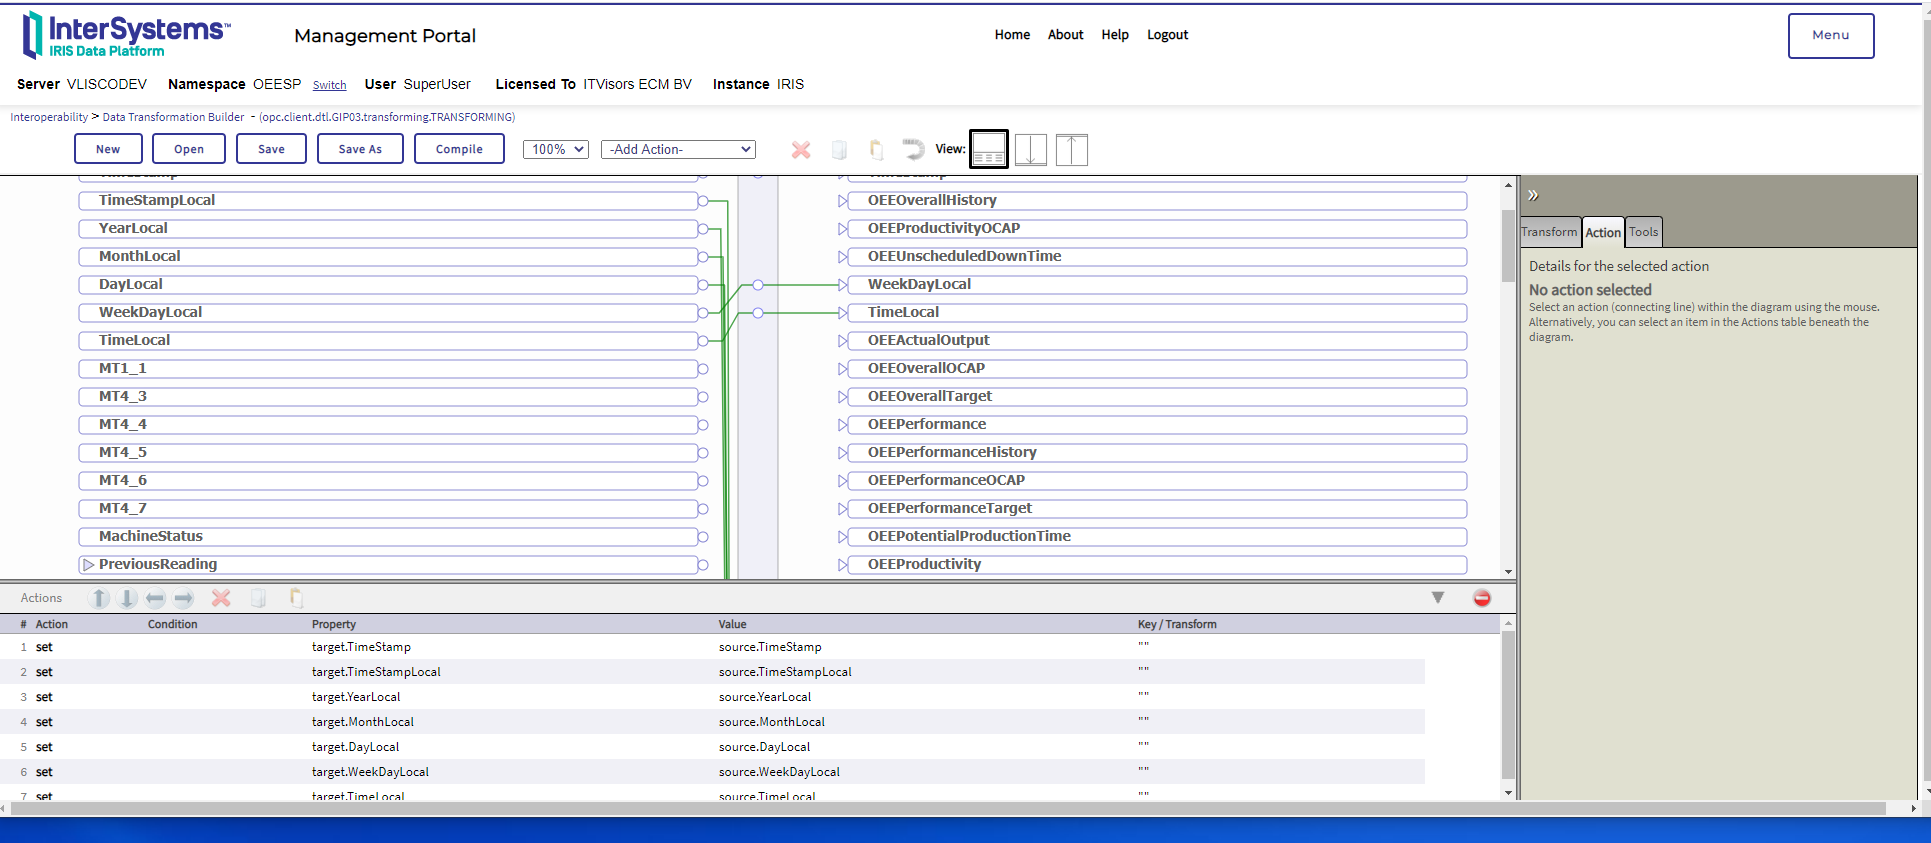 InterSystems™
IRIS Data Platform
Management Portal
Home About Help Logout
Menu
Server VLISCODEV Namespace OEESP Switch User SuperUser Licensed To ITVisors ECM BV Instance IRIS
Interoperability > Data Transformation Builder - (opc.client.dtl.GIP03.transforming.TRANSFORMING)
New Open Save Save As Compile 100% -Add Action- View:
TimeStampLocal OEEOverallHistory
YearLocal OEEProductivityOCAP
MonthLocal OEEUnscheduledDownTime
DayLocal WeekDayLocal
WeekDayLocal TimeLocal
TimeLocal OEEActualOutput
MT1_1 OEEOverallOCAP
MT4_3 OEEOverallTarget
MT4_4 OEEPerformance
MT4_5 OEEPerformanceHistory
MT4_6 OEEPerformanceOCAP
MT4_7 OEEPerformanceTarget
MachineStatus OEEPotentialProductionTime
PreviousReading OEEProductivity
»
Transform Action Tools
Details for the selected action
No action selected
Select an action (connecting line) within the diagram using the mouse.
Alternatively, you can select an item in the Actions table beneath the
diagram.
Actions
# Action Condition Property Value Key / Transform
1 set target.TimeStamp source.TimeStamp ""
2 set target.TimeStampLocal source.TimeStampLocal ""
3 set target.YearLocal source.YearLocal ""
4 set target.MonthLocal source.MonthLocal ""
5 set target.DayLocal source.DayLocal ""
6 set target.WeekDayLocal source.WeekDayLocal ""
7 set target.TimeLocal source.TimeLocal ""